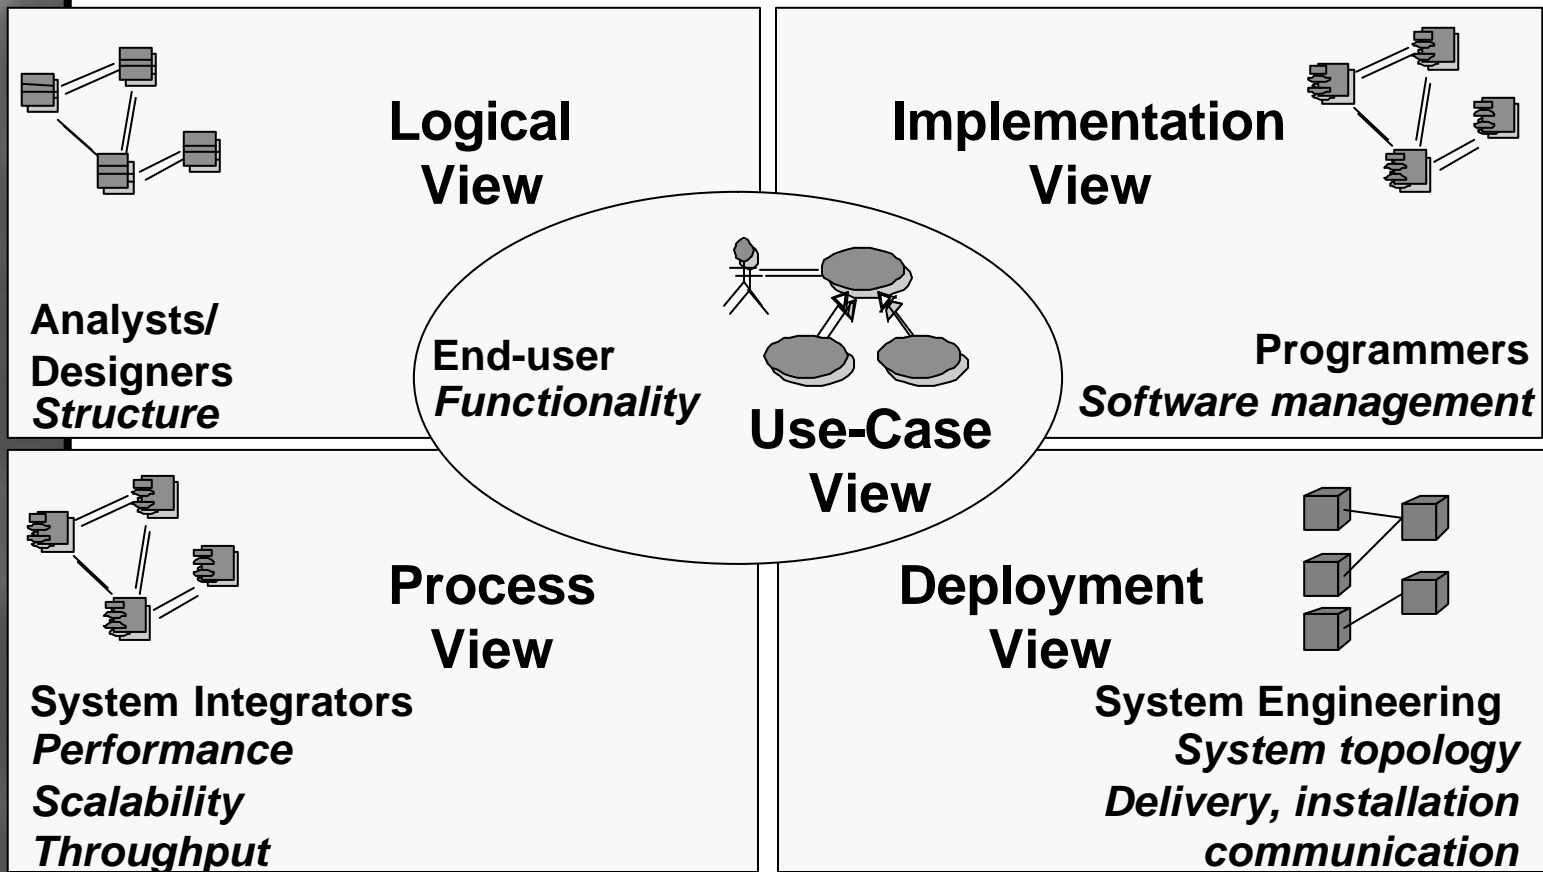 Logical
View
Analysts/
Designers
Structure
Implementation
View
Programmers
Software management
End-user
Functionality
Use-Case
View
Process
View
System Integrators
Performance
Scalability
Throughput
Deployment
View
System Engineering
System topology
Delivery, installation
communication